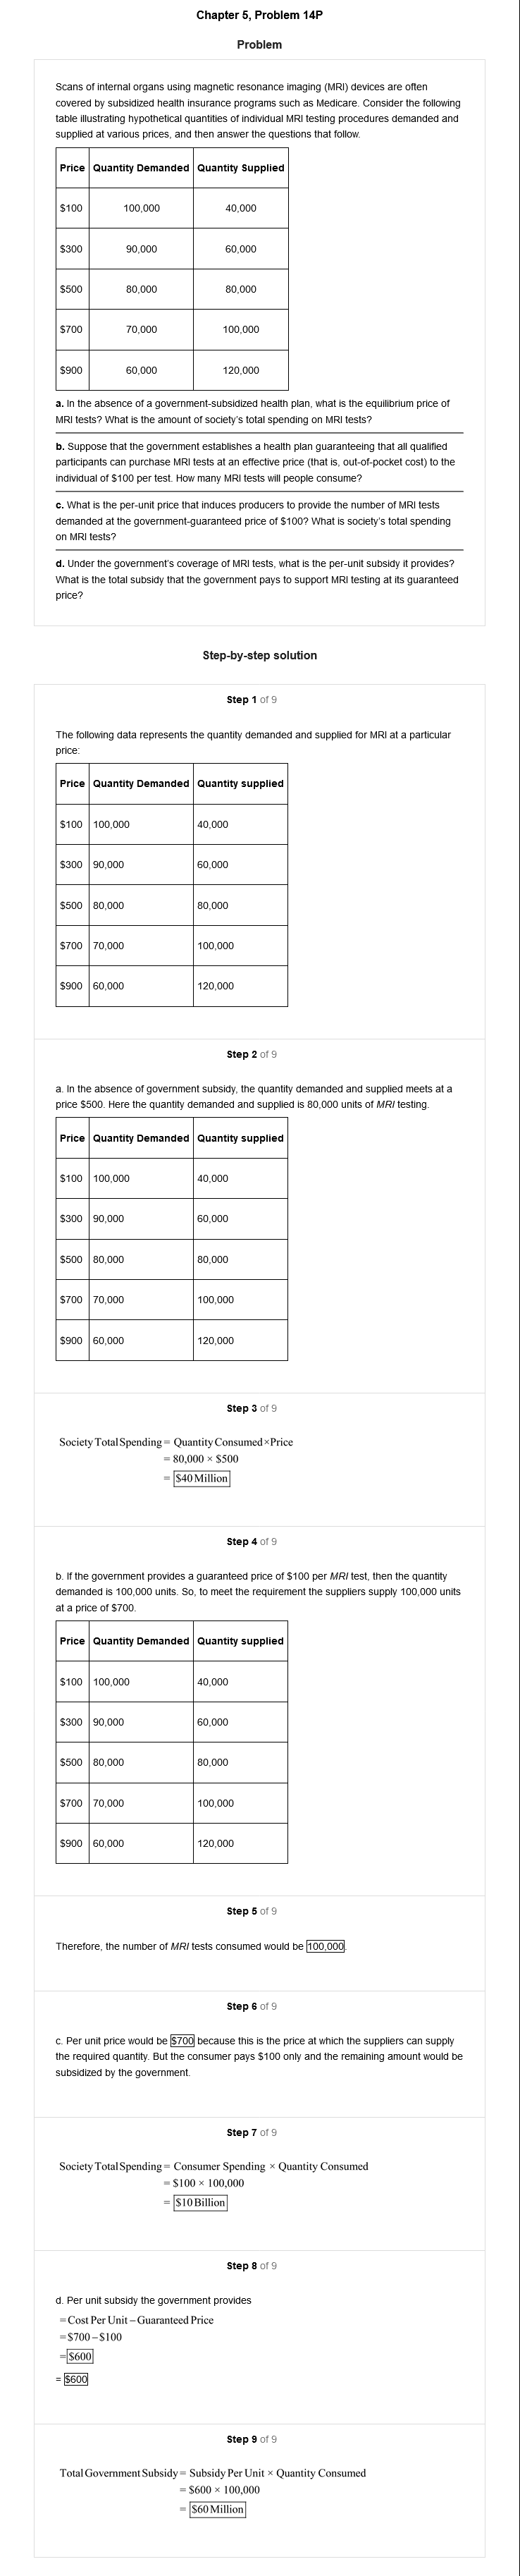 Chapter 5, Problem 14P
Problem
Scans of internal organs using magnetic resonance imaging (MRI) devices are often
covered by subsidized health insurance programs such as Medicare. Consider the following
table illustrating hypothetical quantities of individual MRI testing procedures demanded and
supplied at various prices, and then answer the questions that follow.
Price Quantity Demanded Quantity Supplied
$100 100,000 40,000
$300 90,000 60,000
$500 80,000 80,000
$700 70,000 100,000
$900 60,000 120,000
a. In the absence of a government-subsidized health plan, what is the equilibrium price of
MRI tests? What is the amount of society's total spending on MRI tests?
b. Suppose that the government establishes a health plan guaranteeing that all qualified
participants can purchase MRI tests at an effective price (that is, out-of-pocket cost) to the
individual of $100 per test. How many MRI tests will people consume?
c. What is the per-unit price that induces producers to provide the number of MRI tests
demanded at the government-guaranteed price of $100? What is society's total spending
on MRI tests?
d. Under the government's coverage of MRI tests, what is the per-unit subsidy it provides?
What is the total subsidy that the government pays to support MRI testing at its guaranteed
price?
Step-by-step solution
Step 1 of 9
The following data represents the quantity demanded and supplied for MRI at a particular
price:
Price Quantity Demanded Quantity supplied
$100 100,000 40,000
$300 90,000 60,000
$500 80,000 80,000
$700 70,000 100,000
$900 60,000 120,000
Step 2 of 9
a. In the absence of government subsidy, the quantity demanded and supplied meets at a
price $500. Here the quantity demanded and supplied is 80,000 units of MRI testing.
Price Quantity Demanded Quantity supplied
$100 100,000 40,000
$300 90,000 60,000
$500 80,000 80,000
$700 70,000 100,000
$900 60,000 120,000
Step 3 of 9
Society Total Spending = Quantity Consumed × Price
= 80,000 × $500
= $40 Million
Step 4 of 9
b. If the government provides a guaranteed price of $100 per MRI test, then the quantity
demanded is 100,000 units. So, to meet the requirement the suppliers supply 100,000 units
at a price of $700.
Price Quantity Demanded Quantity supplied
$100 100,000 40,000
$300 90,000 60,000
$500 80,000 80,000
$700 70,000 100,000
$900 60,000 120,000
Step 5 of 9
Therefore, the number of MRI tests consumed would be 100,000.
Step 6 of 9
c. Per unit price would be $700 because this is the price at which the suppliers can supply
the required quantity. But the consumer pays $100 only and the remaining amount would be
subsidized by the government.
Step 7 of 9
Society Total Spending = Consumer Spending × Quantity Consumed
= $100 × 100,000
= $10 Billion
Step 8 of 9
d. Per unit subsidy the government provides
= Cost Per Unit – Guaranteed Price
= $700 – $100
= $600
= $600
Step 9 of 9
Total Government Subsidy = Subsidy Per Unit × Quantity Consumed
= $600 × 100,000
= $60 Million